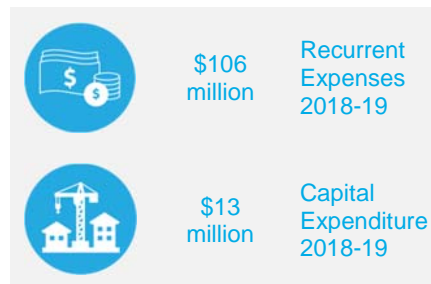 $
$
$106
million
Recurrent
Expenses
2018-19
$13
million
Capital
Expenditure
2018-19